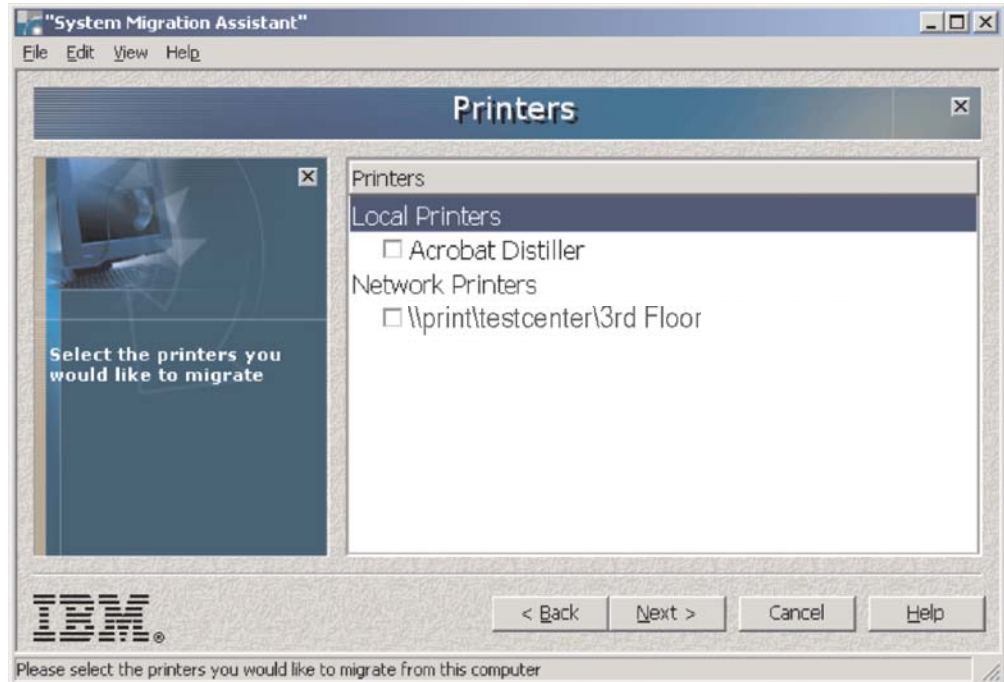 "System Migration Assistant"
File Edit View Help
Printers
Select the printers you
would like to migrate
Printers
Local Printers
Acrobat Distiller
Network Printers
\\print\testcenter\3rd Floor
IBM®
< Back Next > Cancel Help
Please select the printers you would like to migrate from this computer